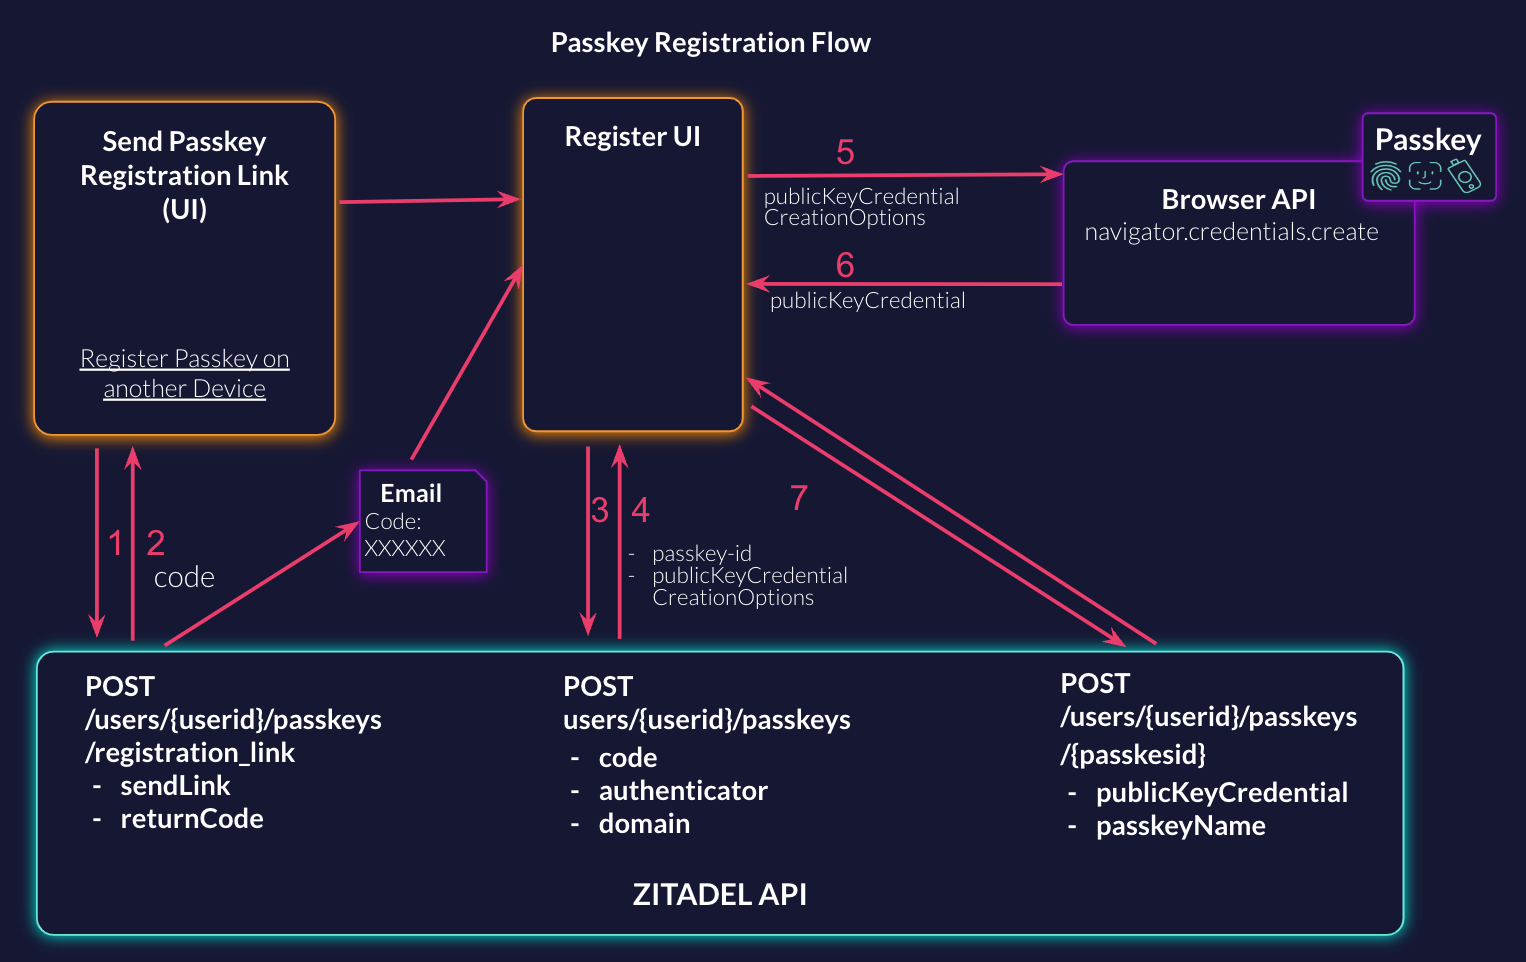 Passkey Registration Flow
Send Passkey
Registration Link
(UI)
Register Passkey on
another Device
Register UI
5
publicKeyCredential
CreationOptions
6
publicKeyCredential
Passkey
Browser API
navigator.credentials.create
1
2
code
Email
Code:
XXXXXX
3
4
- passkey-id
- publicKeyCredential
CreationOptions
7
POST
/users/{userid}/passkeys
/registration_link
- sendLink
- returnCode
POST
users/{userid}/passkeys
- code
- authenticator
- domain
POST
/users/{userid}/passkeys
/{passkesid}
- publicKeyCredential
- passkeyName
ZITADEL API